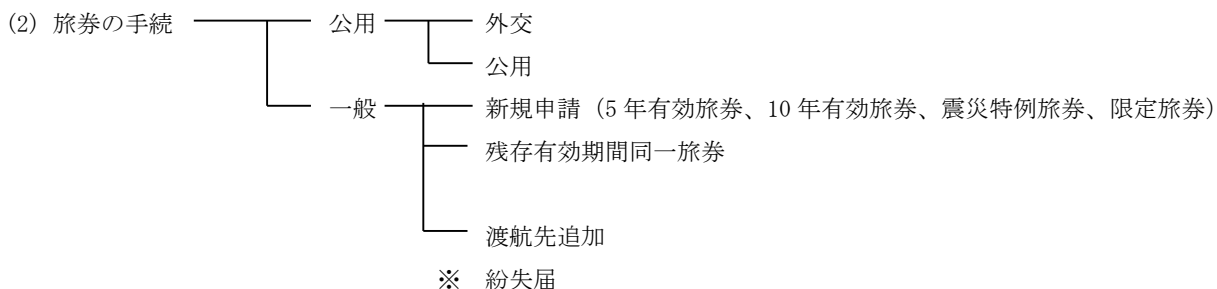 (2) 旅券の手続 公用 外交
公用
一般 新規申請(5年有効旅券、10年有効旅券、震災特例旅券、限定旅券)
残存有効期間同一旅券
渡航先追加
※ 紛失届